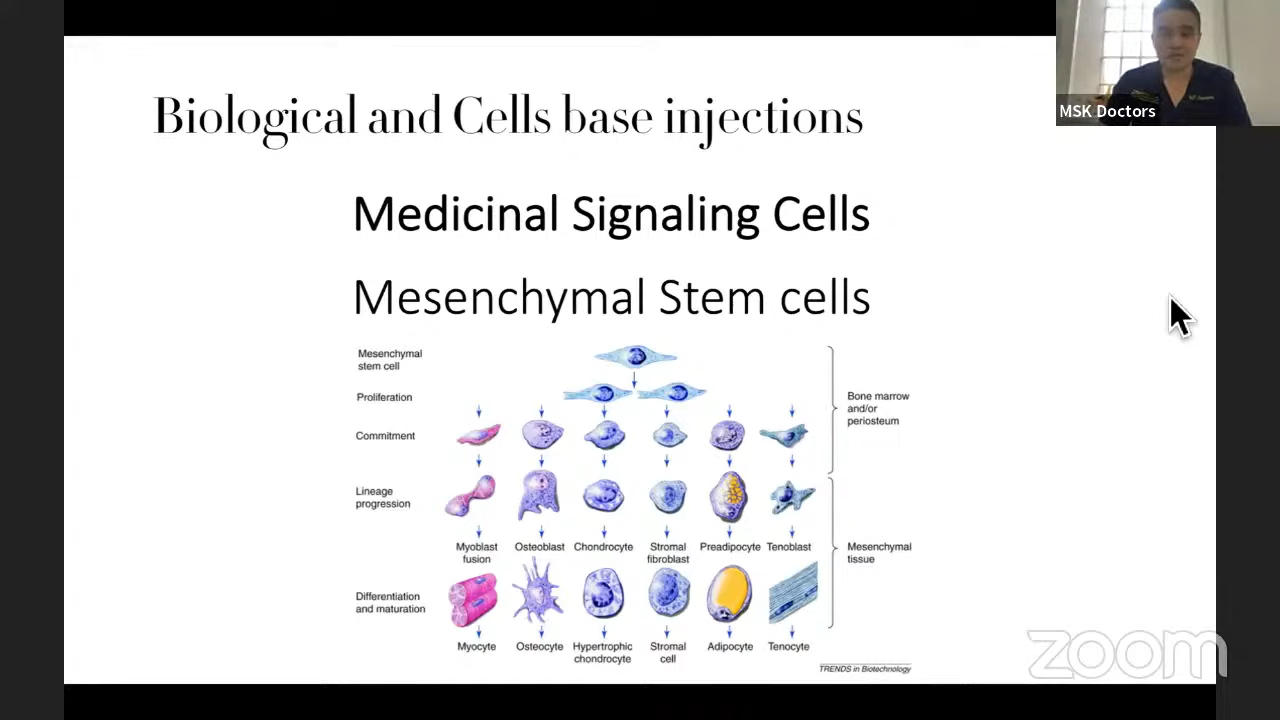 Biological and Cells base injections
MSK Doctors
Medicinal Signaling Cells
Mesenchymal Stem cells
Mesenchymal
stem cell
Proliferation
Commitment
Bone marrow
and/or
periosteum
Lineage
progression
Myoblast
fusion
Osteoblast
Chondrocyte
Stromal
fibroblast
Preadipocyte
Tenoblast
Mesenchymal
tissue
Differentiation
and maturation
Myocyte
Osteocyte
Hypertrophic
chondrocyte
Stromal
cell
Adipocyte
Tenocyte
TRENDS in Biotechnology
zoom